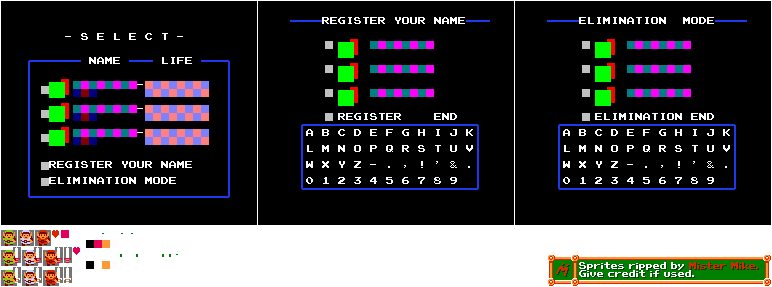 - S E L E C T -
NAME LIFE
REGISTER YOUR NAME
ELIMINATION MODE
REGISTER YOUR NAME
REGISTER END
A B C D E F G H I J K
L M N O P Q R S T U V
W X Y Z - . , ! ' & .
0 1 2 3 4 5 6 7 8 9
ELIMINATION MODE
ELIMINATION END
A B C D E F G H I J K
L M N O P Q R S T U V
W X Y Z - . , ! ' & .
0 1 2 3 4 5 6 7 8 9
Sprites ripped by Mister Mike.
Give credit if used.